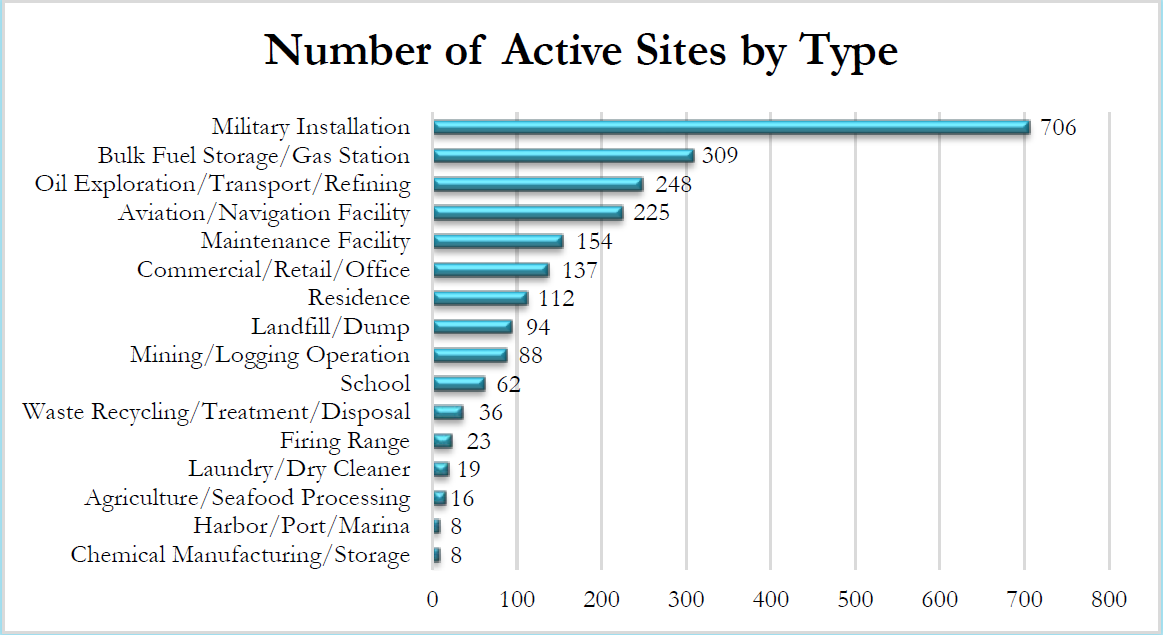 Number of Active Sites by Type
Military Installation 706
Bulk Fuel Storage/Gas Station 309
Oil Exploration/Transport/Refining 248
Aviation/Navigation Facility 225
Maintenance Facility 154
Commercial/Retail/Office 137
Residence 112
Landfill/Dump 94
Mining/Logging Operation 88
School 62
Waste Recycling/Treatment/Disposal 36
Firing Range 23
Laundry/Dry Cleaner 19
Agriculture/Seafood Processing 16
Harbor/Port/Marina 8
Chemical Manufacturing/Storage 8
0 100 200 300 400 500 600 700 800